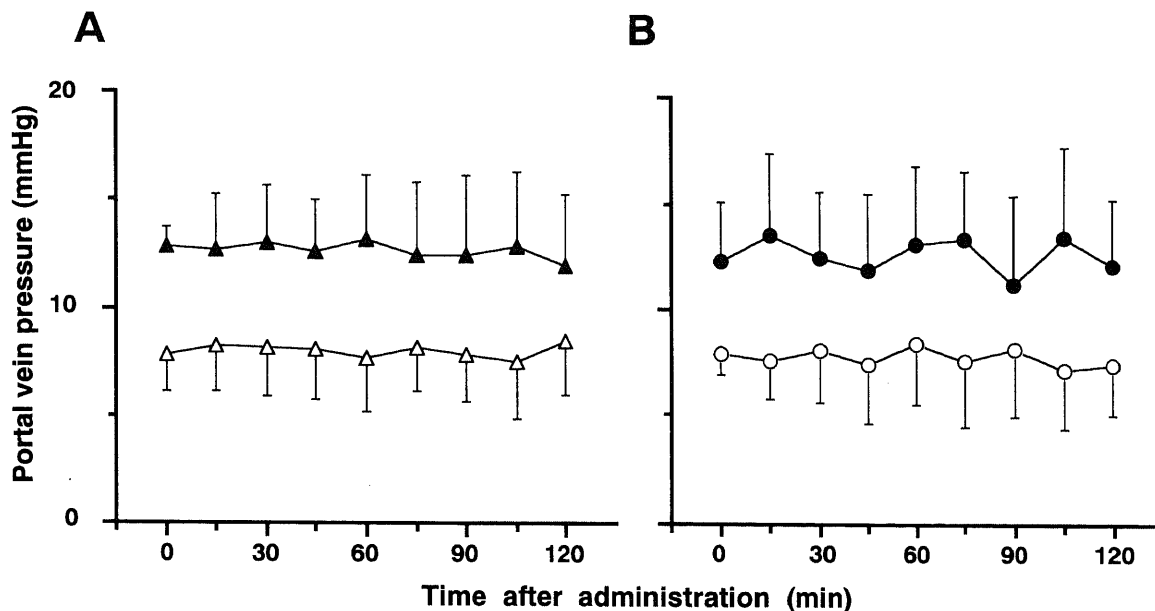 A
B
Portal vein pressure (mmHg)
20
10
0
0 30 60 90 120
0 30 60 90 120
Time after administration (min)